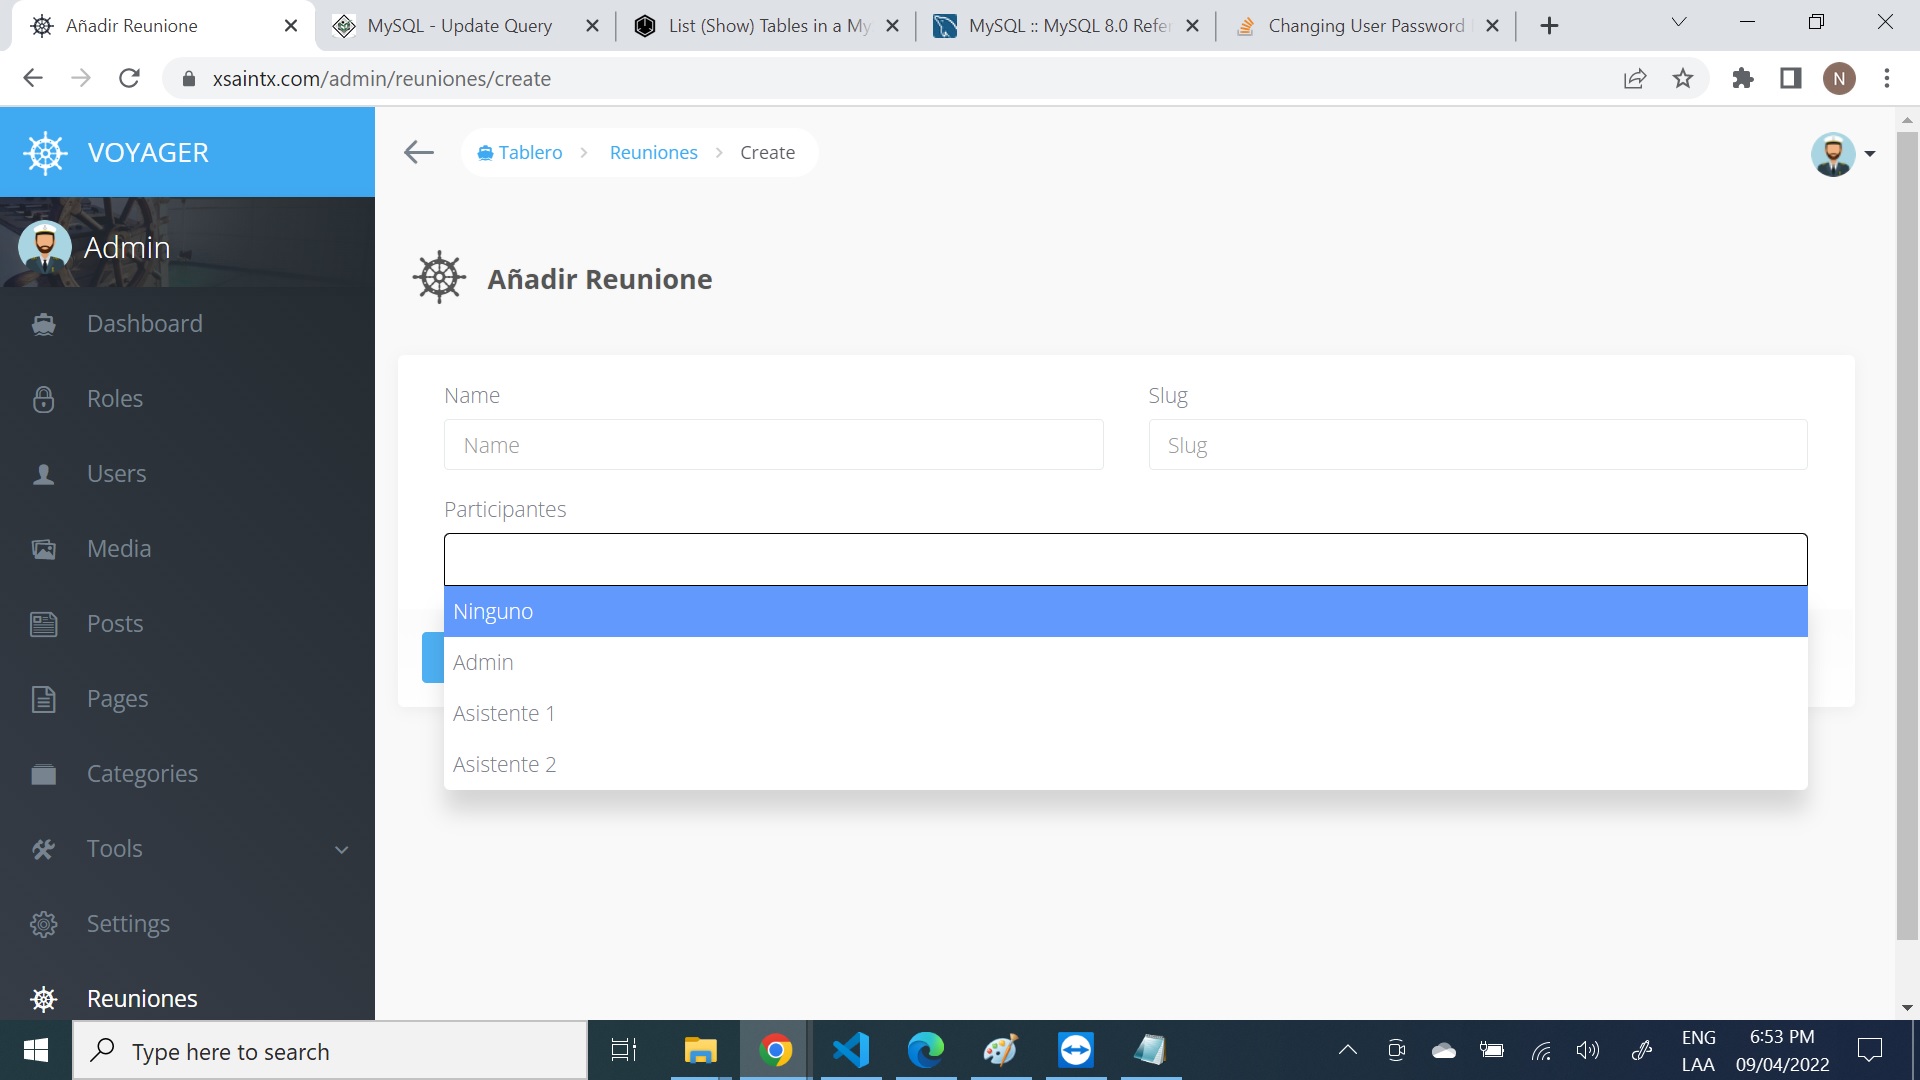 Añadir Reunione
MySQL - Update Query
List (Show) Tables in a My
MySQL :: MySQL 8.0 Refe
Changing User Password
xsaintx.com/admin/reuniones/create
N
VOYAGER
Tablero > Reuniones > Create
Admin
Añadir Reunione
Dashboard
Roles
Users
Media
Posts
Pages
Categories
Tools
Settings
Reuniones
Name
Slug
Name
Slug
Participantes
Ninguno
Admin
Asistente 1
Asistente 2
Type here to search
ENG
LAA
6:53 PM
09/04/2022